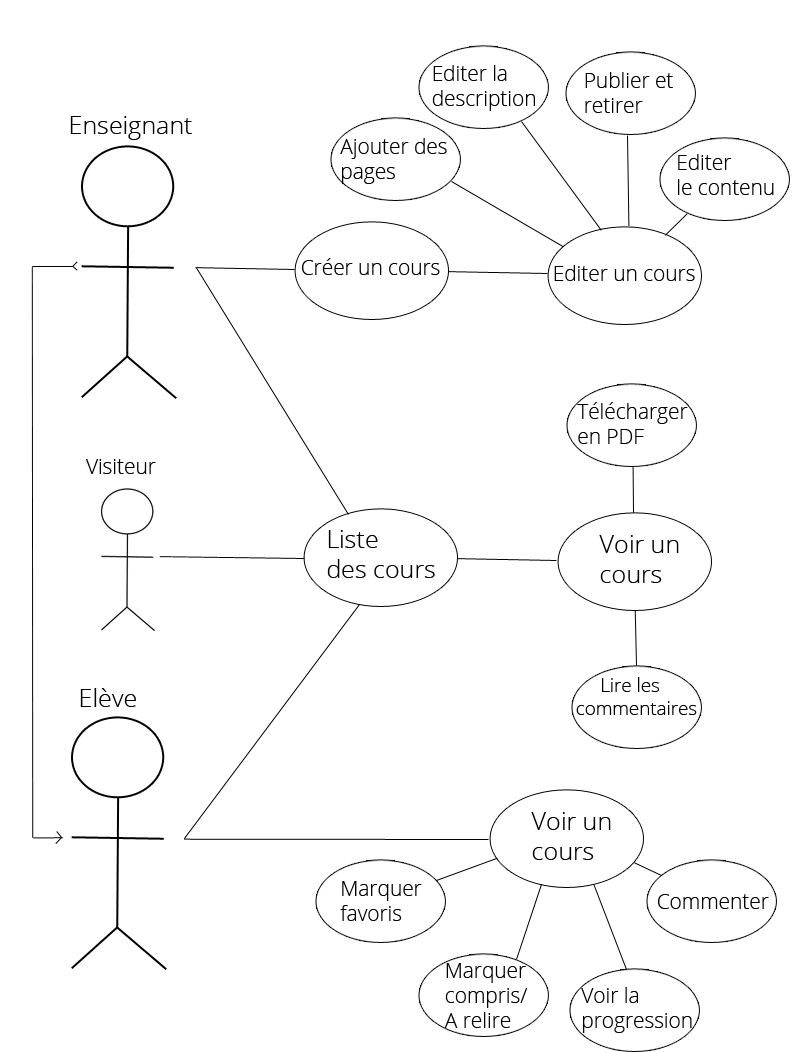 Editer la
description
Publier et
retirer
Enseignant
Ajouter des
pages
Editer
le contenu
Créer un cours
Editer un cours
Télécharger
en PDF
Visiteur
Liste
des cours
Voir un
cours
Lire les
commentaires
Elève
Voir un
cours
Marquer
favoris
Commenter
Marquer
compris/
A relire
Voir la
progression